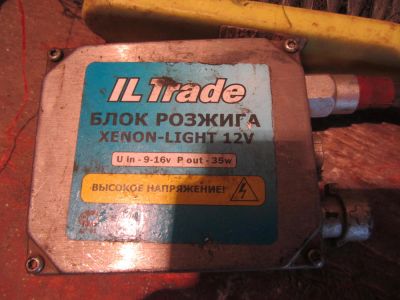 IL Trade
БЛОК РОЗЖИГА
XENON-LIGHT 12V
U in - 9-16v P out - 35w
ВЫСОКОЕ НАПРЯЖЕНИЕ!